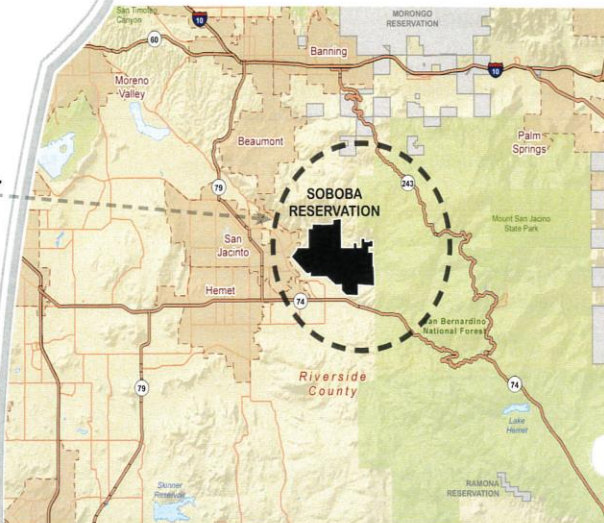 San Timoteo
Canyon
10
MORONGO
RESERVATION
60
Banning
10
Moreno
Valley
Beaumont
Palm
Springs
79
243
SOBOBA
RESERVATION
Mount San Jacino
State Park
San
Jacinto
Hemet
74
San Bernardino
National Forest
Riverside
County
79
74
Lake
Hemet
Skinner
Reservoir
RAMONA
RESERVATION